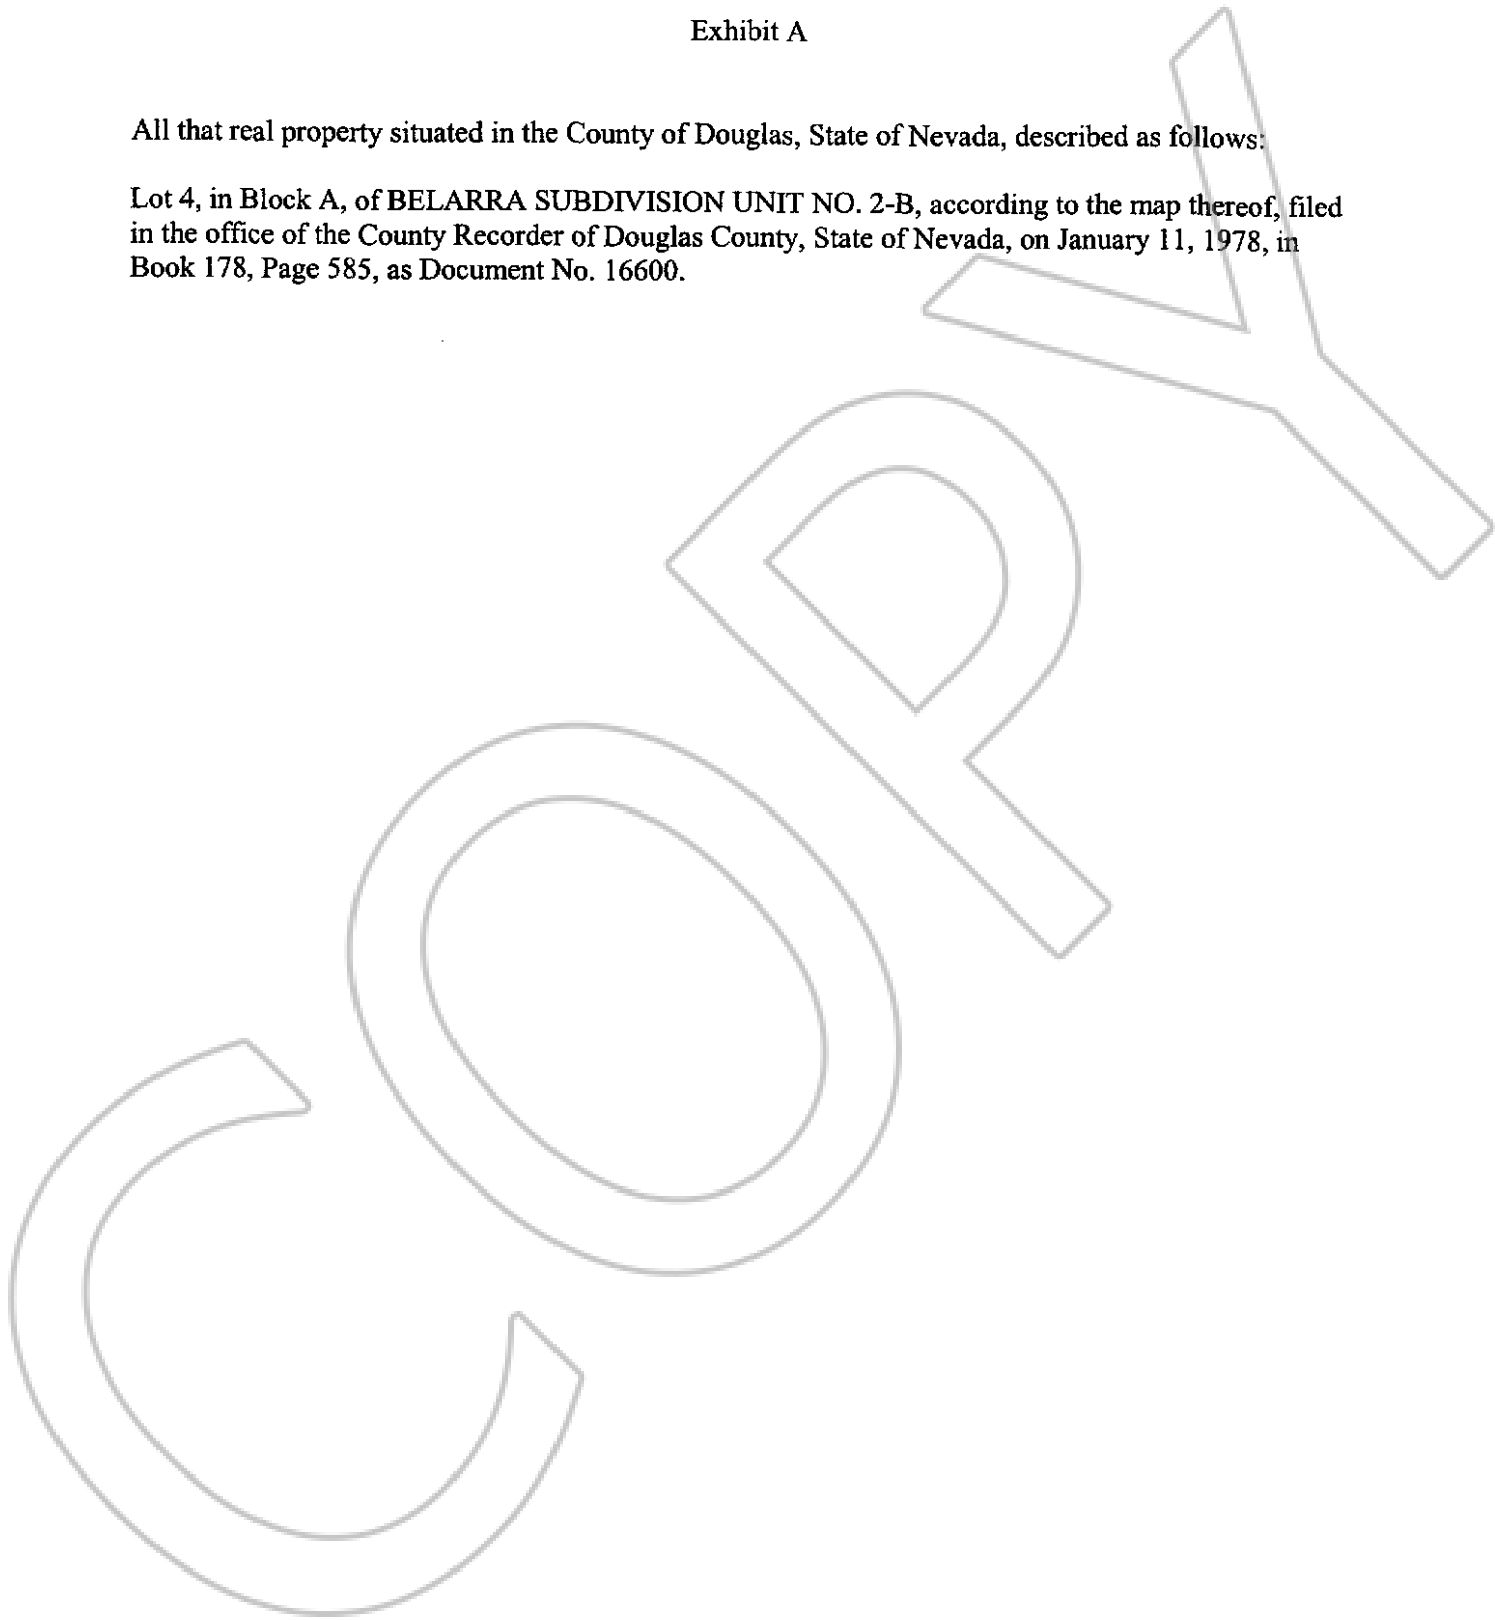 Exhibit A
All that real property situated in the County of Douglas, State of Nevada, described as follows:
Lot 4, in Block A, of BELARRA SUBDIVISION UNIT NO. 2-B, according to the map thereof, filed
in the office of the County Recorder of Douglas County, State of Nevada, on January 11, 1978, in
Book 178, Page 585, as Document No. 16600.
COPY